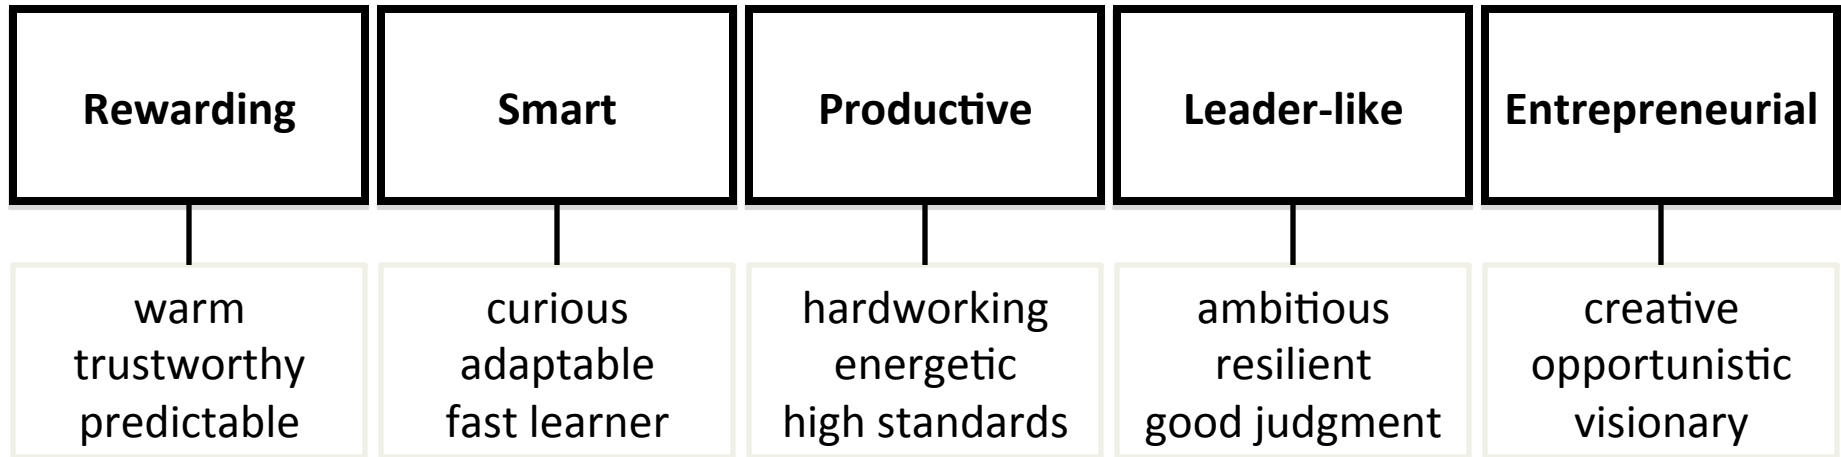 Rewarding
Smart
Productive
Leader-like
Entrepreneurial
warm
trustworthy
predictable
curious
adaptable
fast learner
hardworking
energetic
high standards
ambitious
resilient
good judgment
creative
opportunistic
visionary